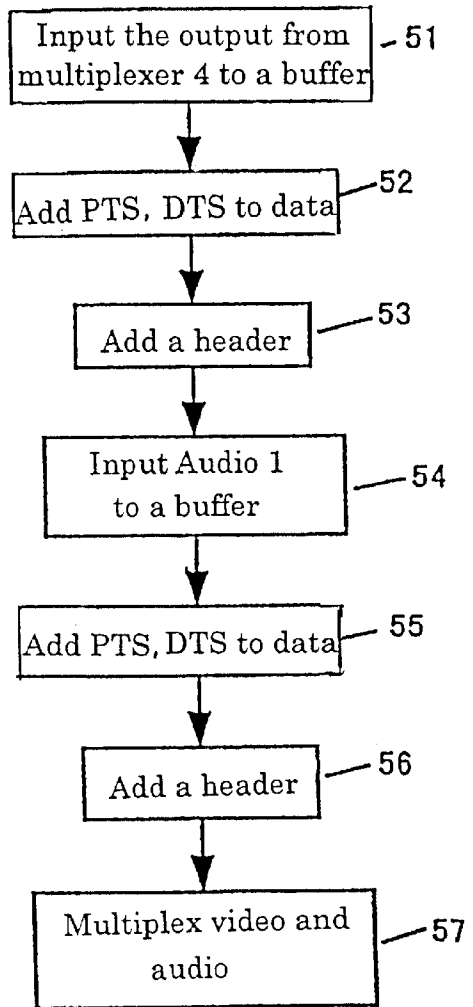 Input the output from
multiplexer 4 to a buffer
51
Add PTS, DTS to data
52
Add a header
53
Input Audio 1
to a buffer
54
Add PTS, DTS to data
55
Add a header
56
Multiplex video and
audio
57